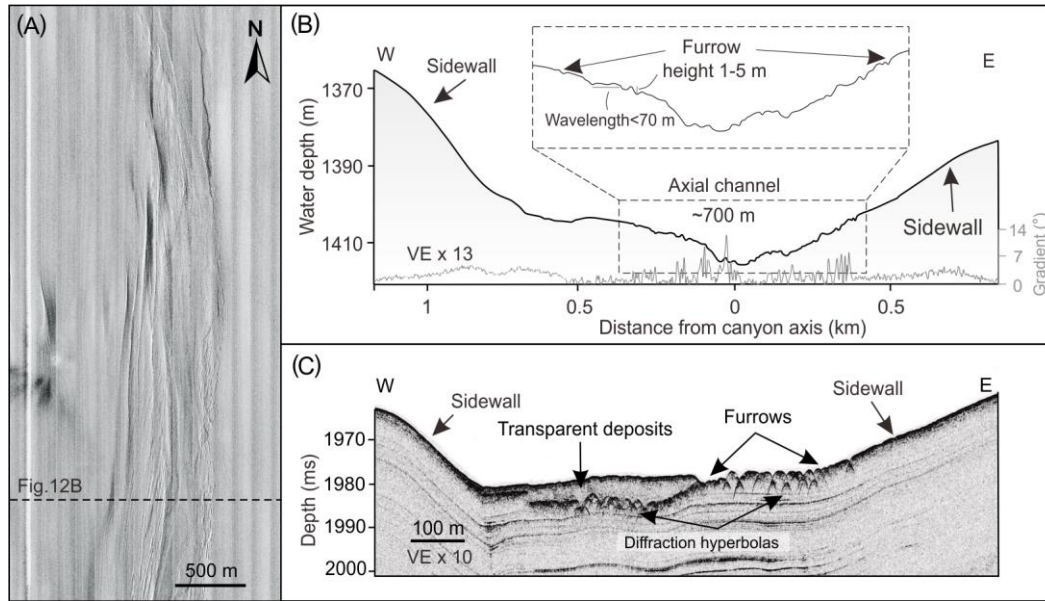 (A)
N
Fig.12B
500 m
(B)
W
E
Sidewall
Furrow
height 1-5 m
Wavelength<70 m
Axial channel
~700 m
Sidewall
VE x 13
Water depth (m)
1370
1390
1410
14
7
0
Gradient (°)
1
0.5
0
0.5
Distance from canyon axis (km)
(C)
W
E
Sidewall
Sidewall
Transparent deposits
Furrows
Diffraction hyperbolas
Depth (ms)
1970
1980
1990
2000
100 m
VE x 10